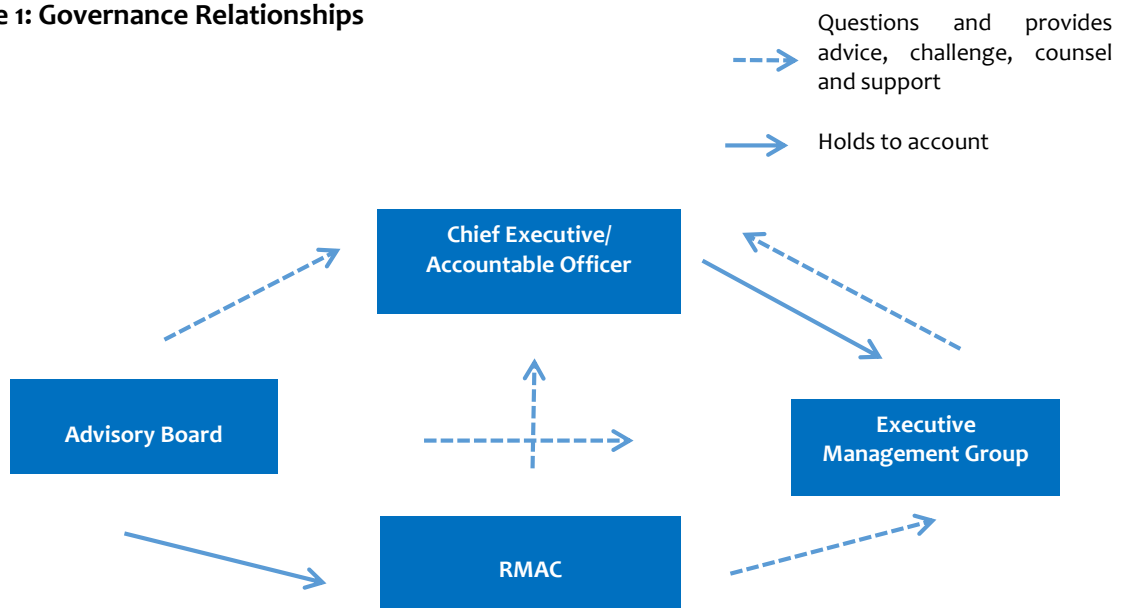 e 1: Governance Relationships
Questions and provides
advice, challenge, counsel
and support
Holds to account
Chief Executive/
Accountable Officer
Advisory Board
Executive
Management Group
RMAC